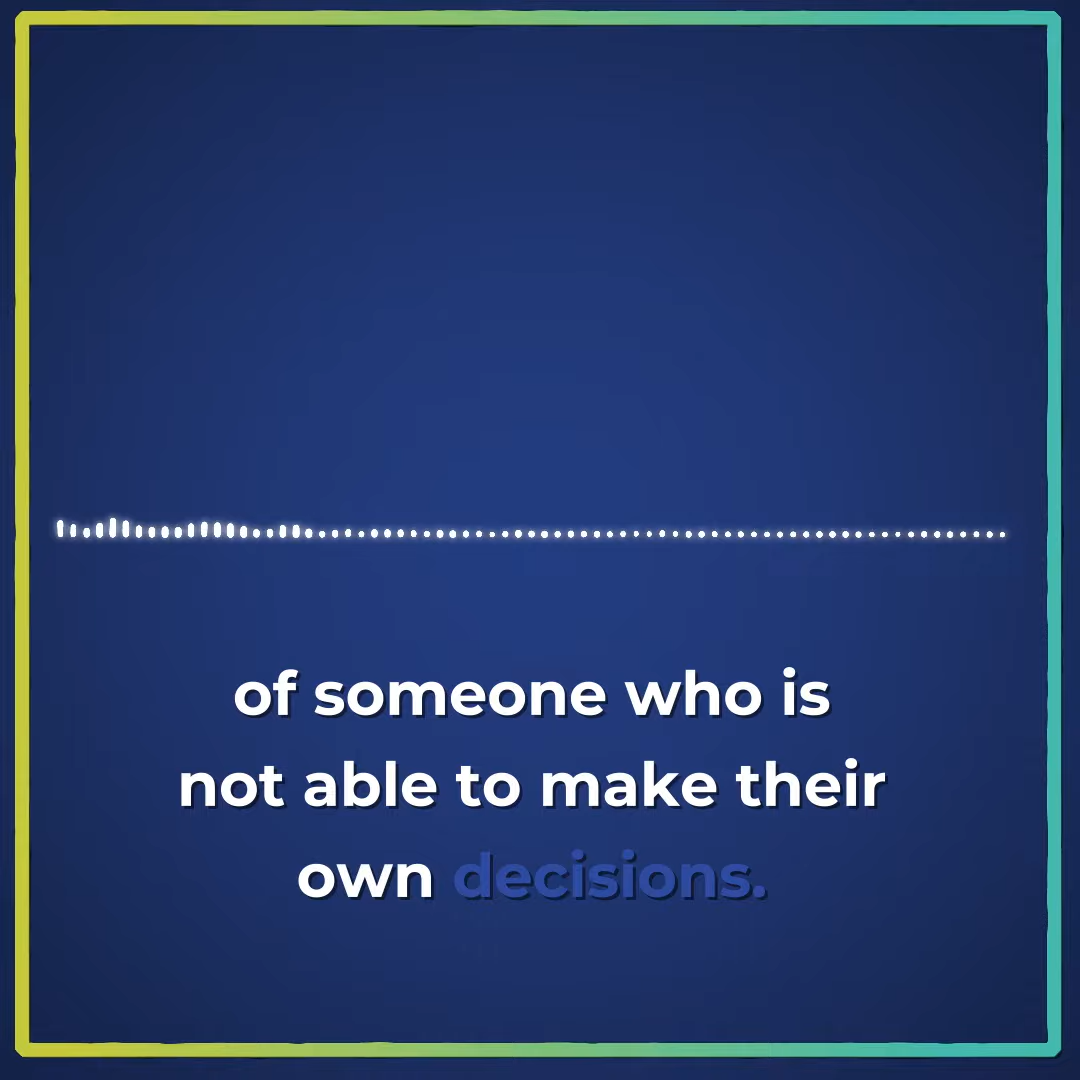 of someone who is
not able to make their
own decisions.